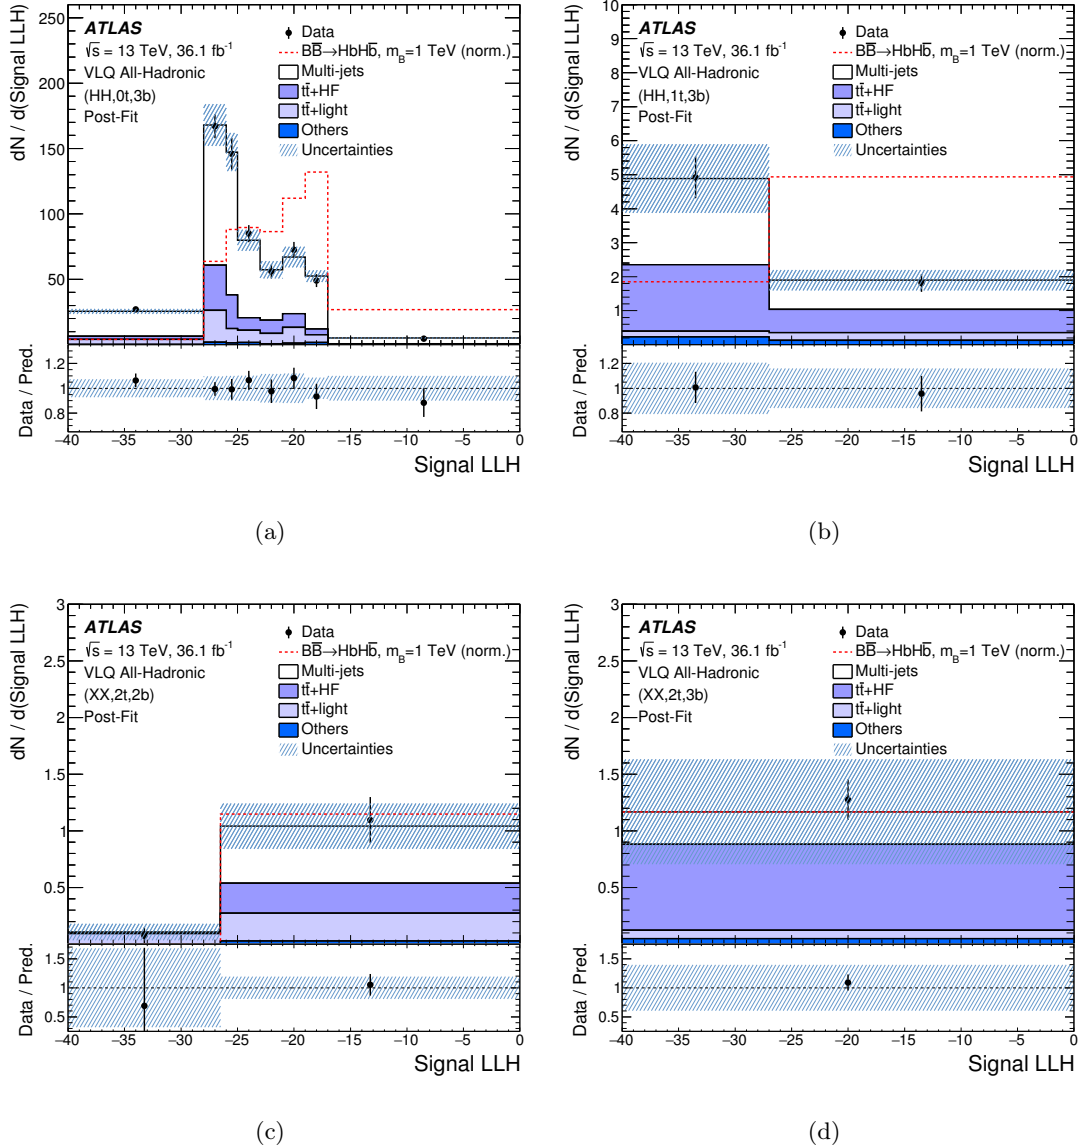 dN / d(Signal LLH)
250
200
150
100
50
ATLAS
√s = 13 TeV, 36.1 fb⁻¹
VLQ All-Hadronic
(HH,0t,3b)
Post-Fit
Data
BB̅→HbHb̅, m_B=1 TeV (norm.)
Multi-jets
tt̅+HF
tt̅+light
Others
Uncertainties
Data / Pred.
1.2
1
0.8
−40 −35 −30 −25 −20 −15 −10 −5 0
Signal LLH
(a)
dN / d(Signal LLH)
10
9
8
7
6
5
4
3
2
1
ATLAS
√s = 13 TeV, 36.1 fb⁻¹
VLQ All-Hadronic
(HH,1t,3b)
Post-Fit
Data
BB̅→HbHb̅, m_B=1 TeV (norm.)
Multi-jets
tt̅+HF
tt̅+light
Others
Uncertainties
Data / Pred.
1.2
1
0.8
−40 −35 −30 −25 −20 −15 −10 −5 0
Signal LLH
(b)
dN / d(Signal LLH)
3
2.5
2
1.5
1
0.5
ATLAS
√s = 13 TeV, 36.1 fb⁻¹
VLQ All-Hadronic
(XX,2t,2b)
Post-Fit
Data
BB̅→HbHb̅, m_B=1 TeV (norm.)
Multi-jets
tt̅+HF
tt̅+light
Others
Uncertainties
Data / Pred.
1.5
1
0.5
−40 −35 −30 −25 −20 −15 −10 −5 0
Signal LLH
(c)
dN / d(Signal LLH)
3
2.5
2
1.5
1
0.5
ATLAS
√s = 13 TeV, 36.1 fb⁻¹
VLQ All-Hadronic
(XX,2t,3b)
Post-Fit
Data
BB̅→HbHb̅, m_B=1 TeV (norm.)
Multi-jets
tt̅+HF
tt̅+light
Others
Uncertainties
Data / Pred.
1.5
1
0.5
−40 −35 −30 −25 −20 −15 −10 −5 0
Signal LLH
(d)